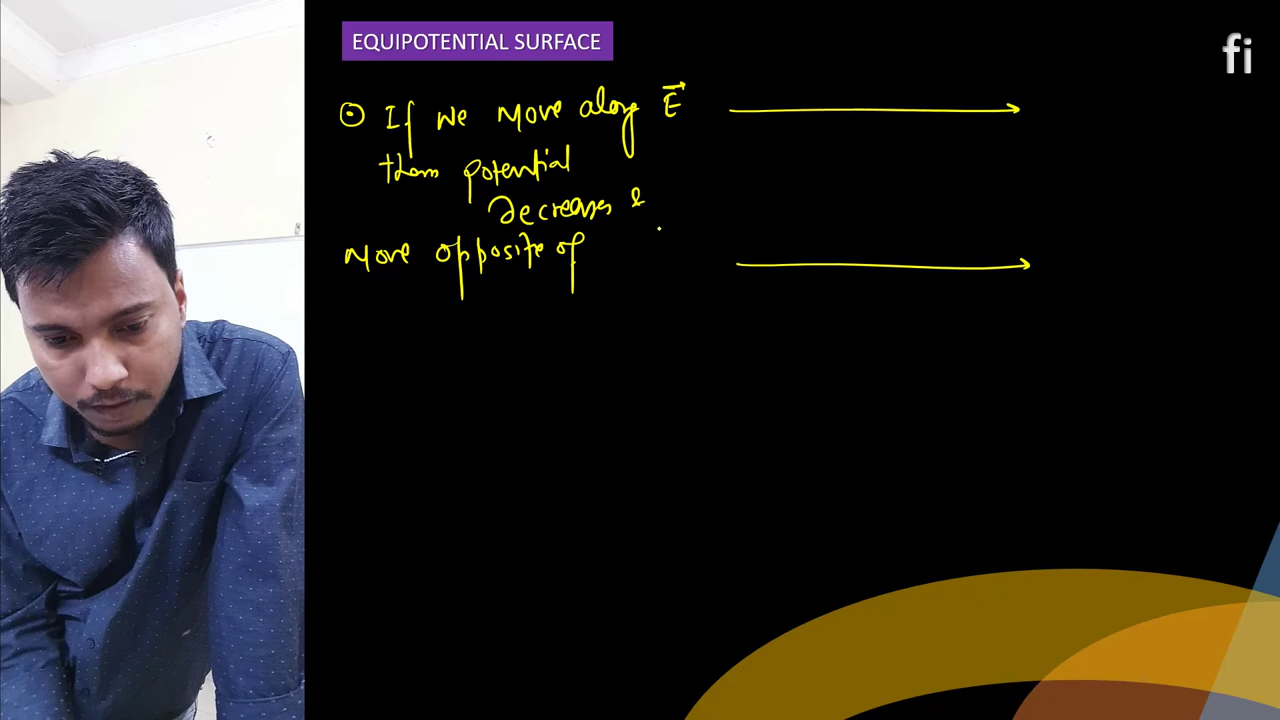 EQUIPOTENTIAL SURFACE
fi
⊙ If we move along E⃗
then potential
decreases &
move opposite of